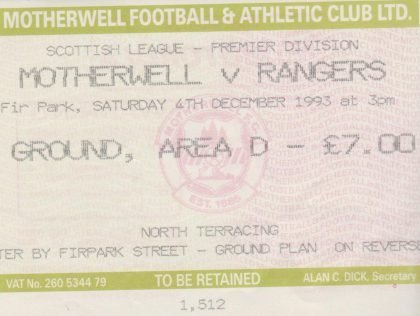 MOTHERWELL FOOTBALL & ATHLETIC CLUB LTD.
SCOTTISH LEAGUE - PREMIER DIVISION
MOTHERWELL V RANGERS
Fir Park, SATURDAY 4TH DECEMBER 1993 at 3pm
GROUND, AREA D - £7.00
EST. 1886
NORTH TERRACING
TER BY FIRPARK STREET - GROUND PLAN ON REVERS
VAT No. 260 5344 79 TO BE RETAINED ALAN C. DICK, Secretary
1,512